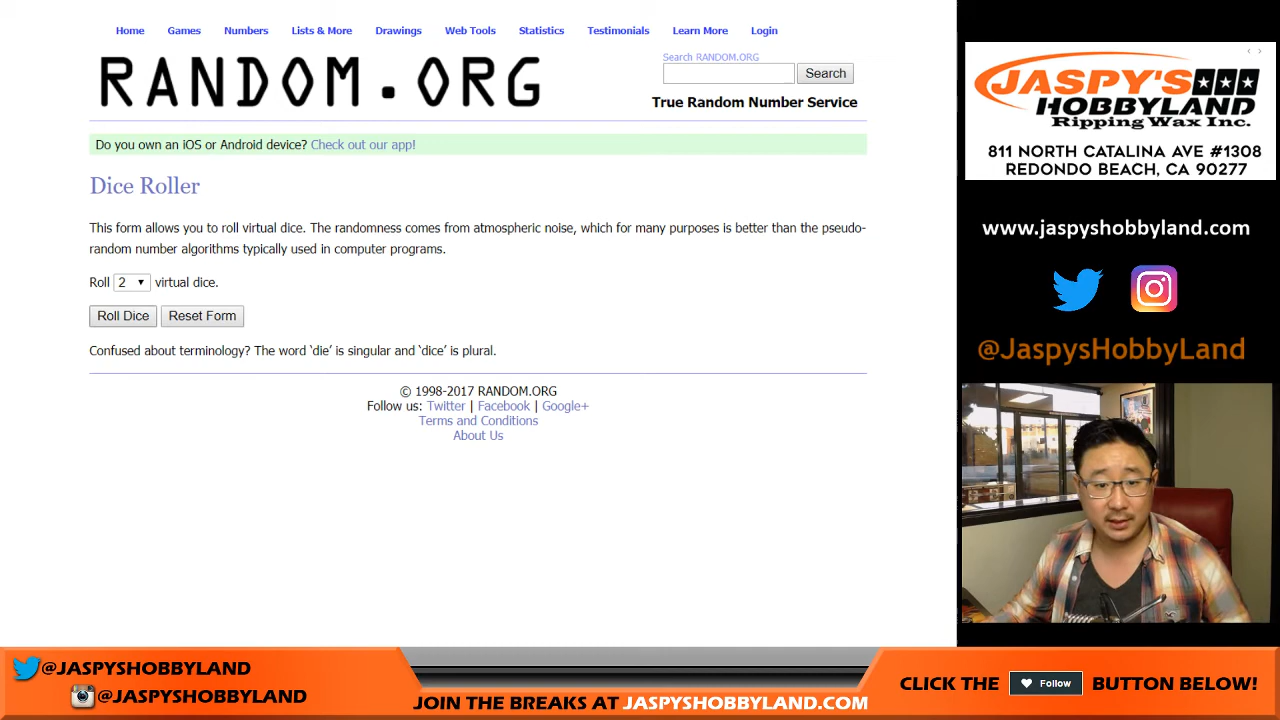 Home Games Numbers Lists & More Drawings Web Tools Statistics Testimonials Learn More Login
RANDOM.ORG
Search RANDOM.ORG
Search
True Random Number Service
Do you own an iOS or Android device? Check out our app!
Dice Roller
This form allows you to roll virtual dice. The randomness comes from atmospheric noise, which for many purposes is better than the pseudo-
random number algorithms typically used in computer programs.
Roll 2 virtual dice.
Roll Dice Reset Form
Confused about terminology? The word ‘die’ is singular and ‘dice’ is plural.
© 1998-2017 RANDOM.ORG
Follow us: Twitter | Facebook | Google+
Terms and Conditions
About Us
JASPY'S
HOBBYLAND
Ripping Wax Inc.
811 NORTH CATALINA AVE #1308
REDONDO BEACH, CA 90277
www.jaspyshobbyland.com
@JaspysHobbyLand
@JASPYSHOBBYLAND
@JASPYSHOBBYLAND
JOIN THE BREAKS AT JASPYSHOBBYLAND.COM
CLICK THE Follow BUTTON BELOW!